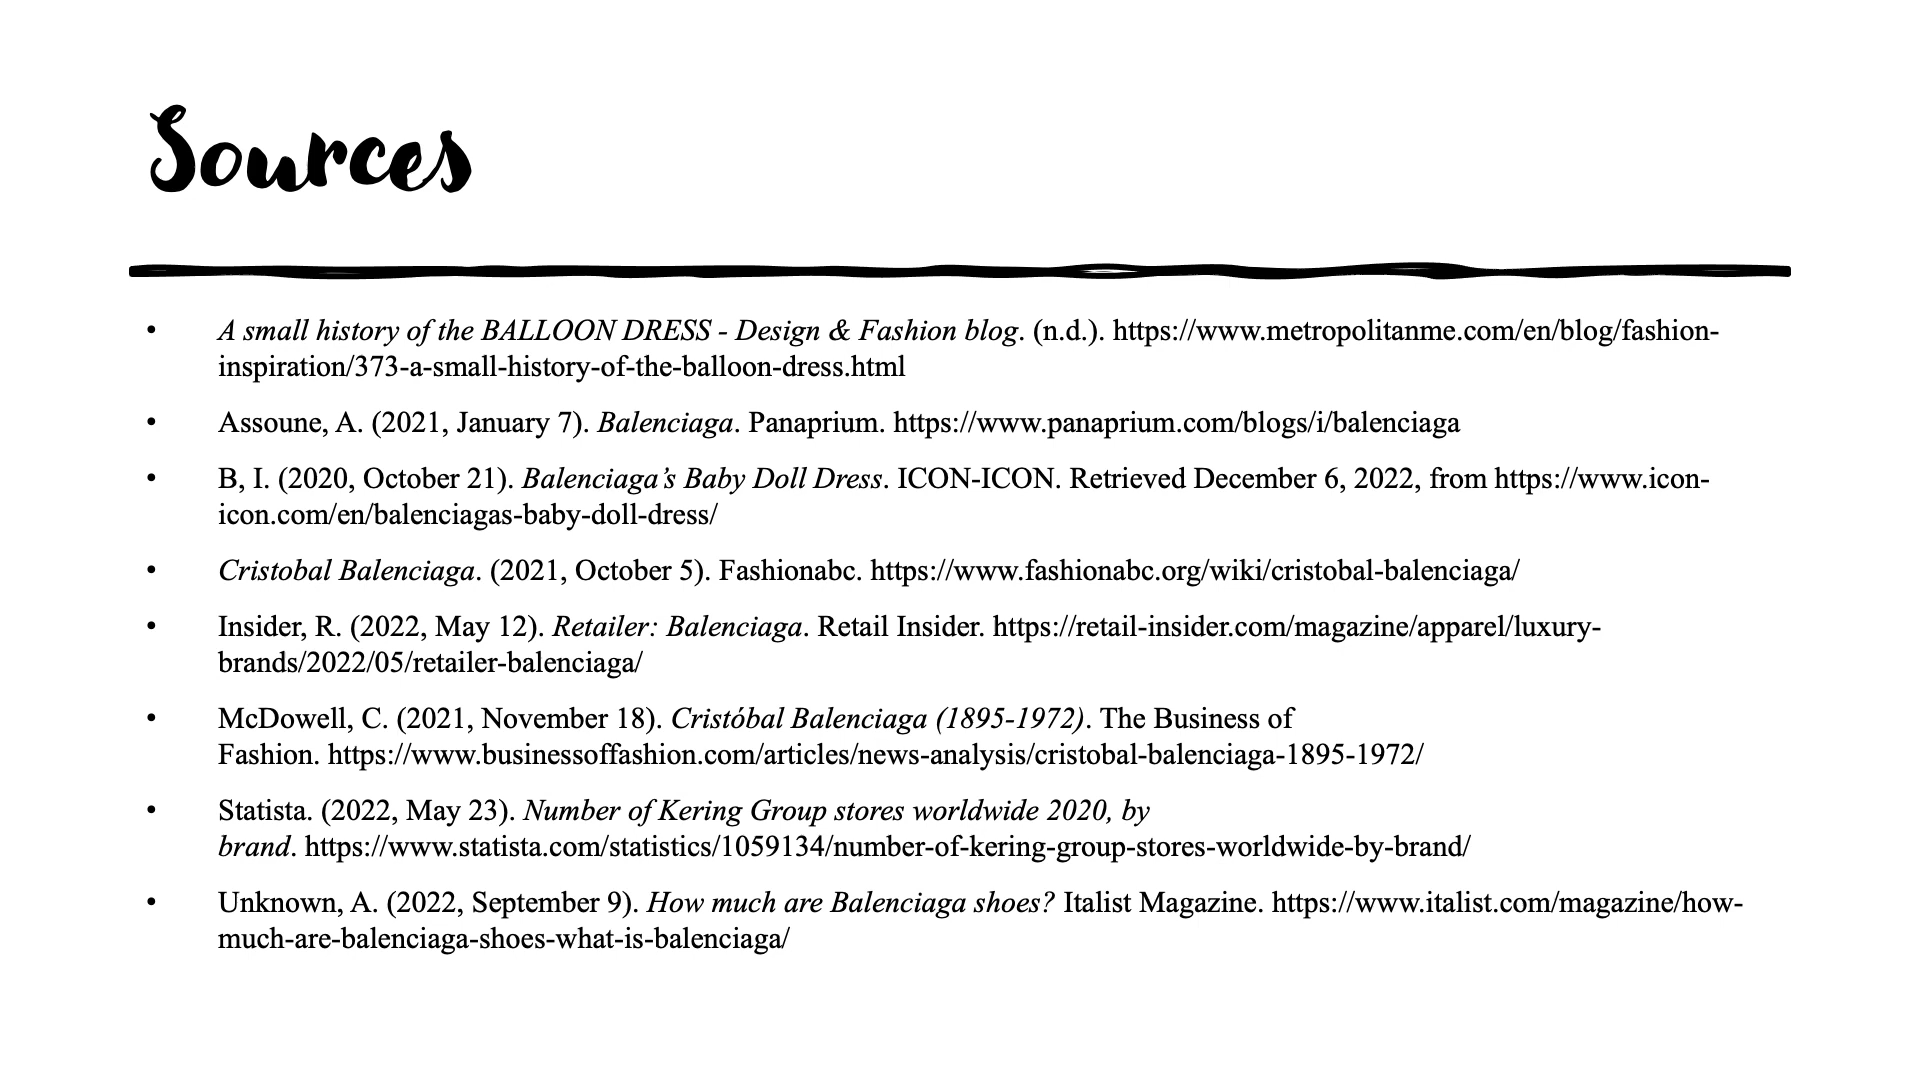 Sources
• A small history of the BALLOON DRESS - Design & Fashion blog. (n.d.). https://www.metropolitanme.com/en/blog/fashion-
inspiration/373-a-small-history-of-the-balloon-dress.html
• Assoune, A. (2021, January 7). Balenciaga. Panaprium. https://www.panaprium.com/blogs/i/balenciaga
• B, I. (2020, October 21). Balenciaga’s Baby Doll Dress. ICON-ICON. Retrieved December 6, 2022, from https://www.icon-
icon.com/en/balenciagas-baby-doll-dress/
• Cristobal Balenciaga. (2021, October 5). Fashionabc. https://www.fashionabc.org/wiki/cristobal-balenciaga/
• Insider, R. (2022, May 12). Retailer: Balenciaga. Retail Insider. https://retail-insider.com/magazine/apparel/luxury-
brands/2022/05/retailer-balenciaga/
• McDowell, C. (2021, November 18). Cristóbal Balenciaga (1895-1972). The Business of
Fashion. https://www.businessoffashion.com/articles/news-analysis/cristobal-balenciaga-1895-1972/
• Statista. (2022, May 23). Number of Kering Group stores worldwide 2020, by
brand. https://www.statista.com/statistics/1059134/number-of-kering-group-stores-worldwide-by-brand/
• Unknown, A. (2022, September 9). How much are Balenciaga shoes? Italist Magazine. https://www.italist.com/magazine/how-
much-are-balenciaga-shoes-what-is-balenciaga/